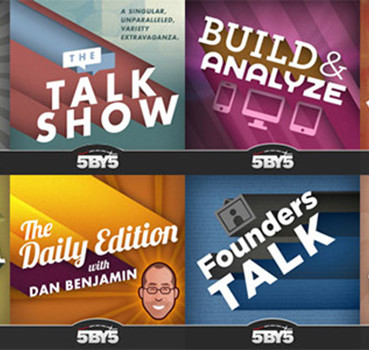 THE
TALK
SHOW
A SINGULAR,
UNPARALLELED,
VARIETY
EXTRAVAGANZA.
5BY5
BUILD &
ANALYZE
5BY5
The
Daily Edition
with
DAN BENJAMIN
5BY5
Founders
TALK
5BY5